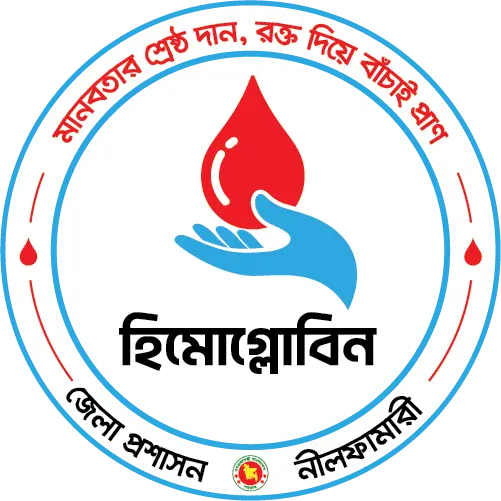 মানবতার শ্রেষ্ঠ দান, রক্ত দিয়ে বাঁচাই প্রাণ
হিমোগ্লোবিন
জেলা প্রশাসন
নীলফামারী